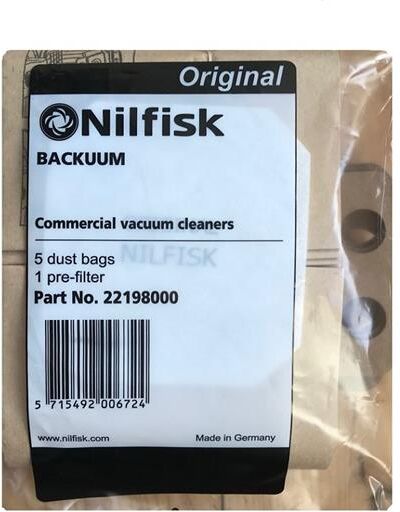 Original
Nilfisk
BACKUUM
Commercial vacuum cleaners
NILFISK
5 dust bags
1 pre-filter
Part No. 22198000
5 715492 006724
www.nilfisk.com
Made in Germany